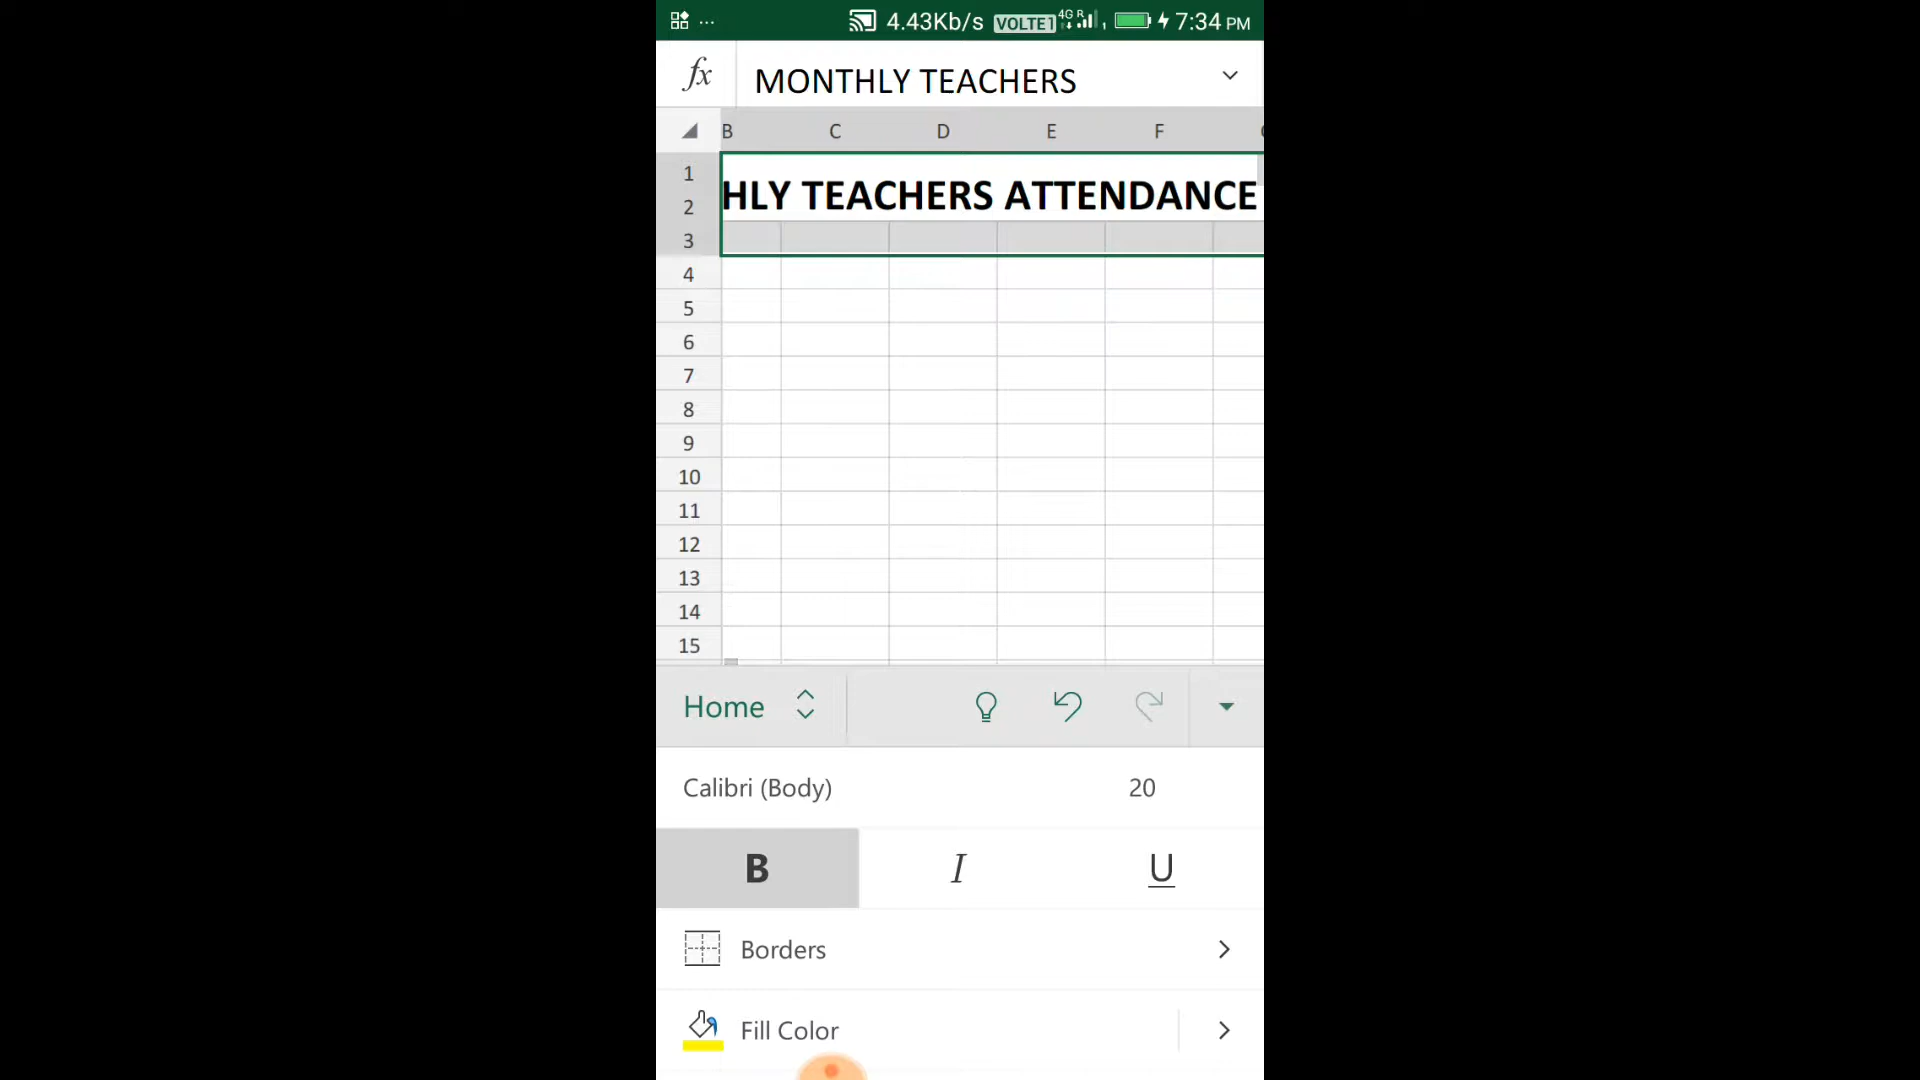 ... 4.43Kb/s VOLTE1 4G R 7:34 PM
fx MONTHLY TEACHERS
B C D E F
1
HLY TEACHERS ATTENDANCE
2
3
4
5
6
7
8
9
10
11
12
13
14
15
Home
Calibri (Body) 20
B I U
Borders
Fill Color